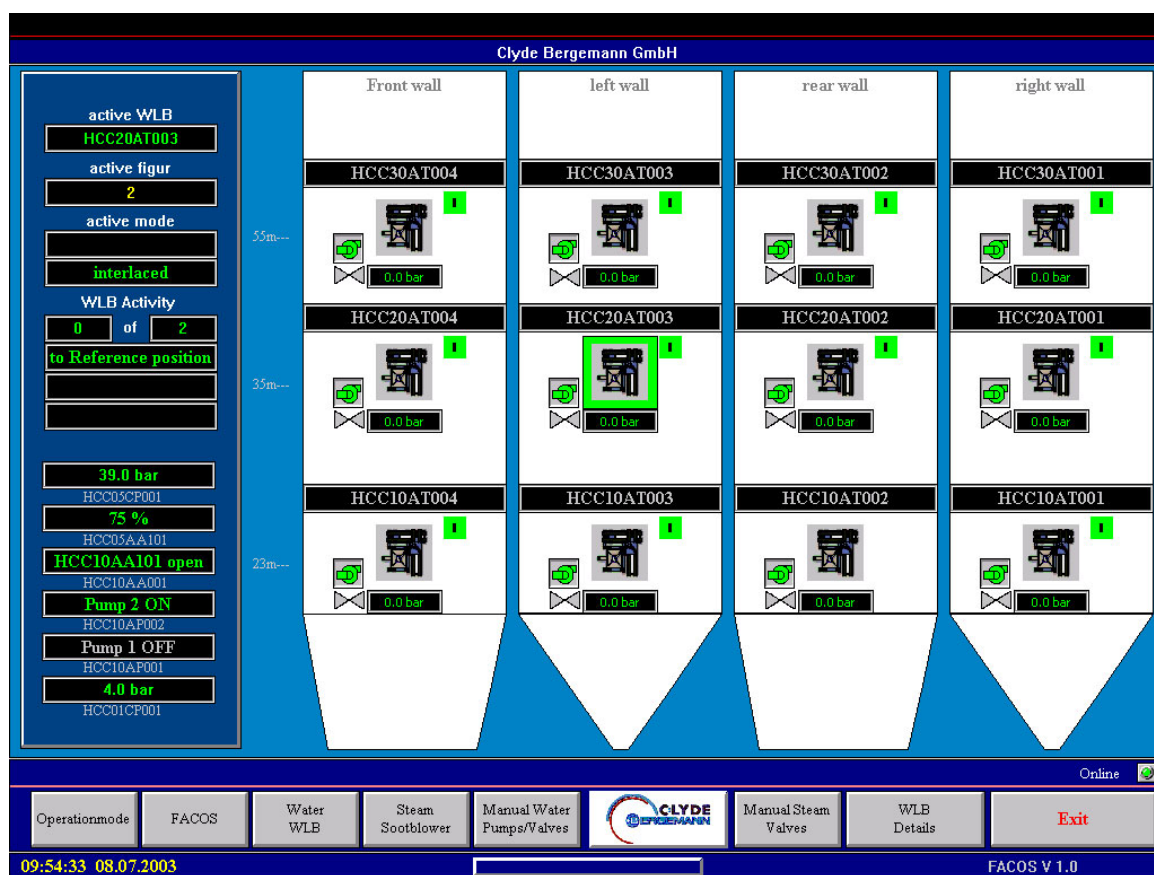 Clyde Bergemann GmbH
active WLB
HCC20AT003
active figur
2
active mode
interlaced
WLB Activity
0 of 2
to Reference position
39.0 bar
HCC05CP001
75 %
HCC05AA101
HCC10AA101 open
HCC10AA001
Pump 2 ON
HCC10AP002
Pump 1 OFF
HCC10AP001
4.0 bar
HCC01CP001
Front wall left wall rear wall right wall
HCC30AT004 HCC30AT003 HCC30AT002 HCC30AT001
I I I I
55m---
0.0 bar 0.0 bar 0.0 bar 0.0 bar
HCC20AT004 HCC20AT003 HCC20AT002 HCC20AT001
I I I I
35m---
0.0 bar 0.0 bar 0.0 bar 0.0 bar
HCC10AT004 HCC10AT003 HCC10AT002 HCC10AT001
I I I I
23m---
0.0 bar 0.0 bar 0.0 bar 0.0 bar
Online
Operationmode
FACOS
Water
WLB
Steam
Sootblower
Manual Water
Pumps/Valves
CLYDE
BERGEMANN
Manual Steam
Valves
WLB
Details
Exit
09:54:33 08.07.2003
FACOS V 1.0